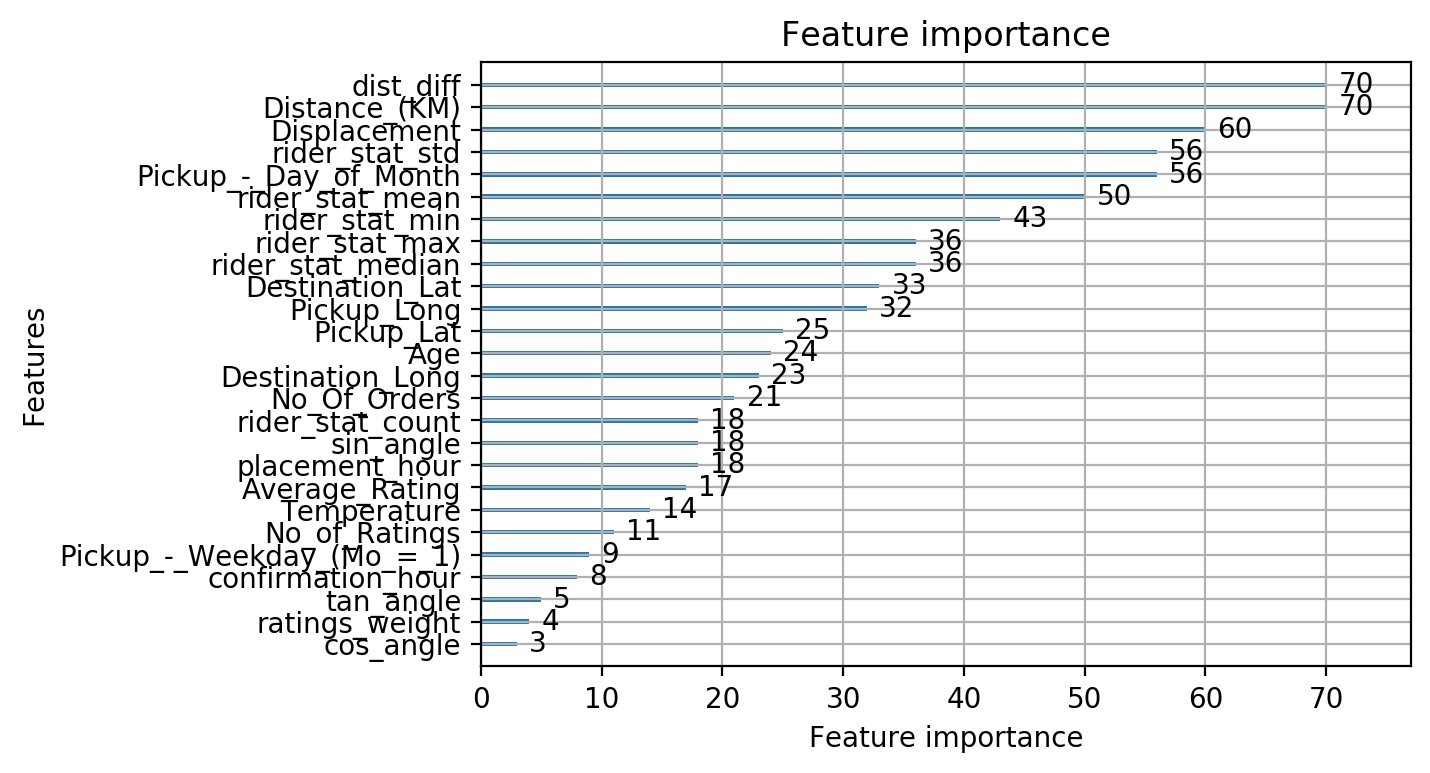 Feature importance
dist_diff 70
Distance_(KM) 70
Displacement 60
rider_stat_std 56
Pickup_-_Day_of_Month 56
rider_stat_mean 50
rider_stat_min 43
rider_stat_max 36
rider_stat_median 36
Destination_Lat 33
Pickup_Long 32
Pickup_Lat 25
Age 24
Destination_Long 23
No_Of_Orders 21
rider_stat_count 18
sin_angle 18
placement_hour 18
Average_Rating 17
Temperature 14
No_of_Ratings 11
Pickup_-_Weekday_(Mo_=_1) 9
confirmation_hour 8
tan_angle 5
ratings_weight 4
cos_angle 3
Features
0 10 20 30 40 50 60 70
Feature importance